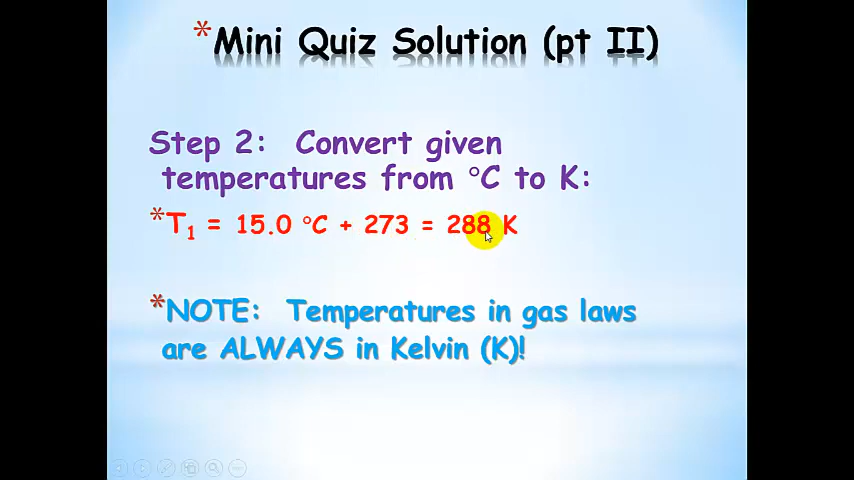 *Mini Quiz Solution (pt II)
Step 2: Convert given
temperatures from °C to K:
*T₁ = 15.0 °C + 273 = 288 K
*NOTE: Temperatures in gas laws
are ALWAYS in Kelvin (K)!